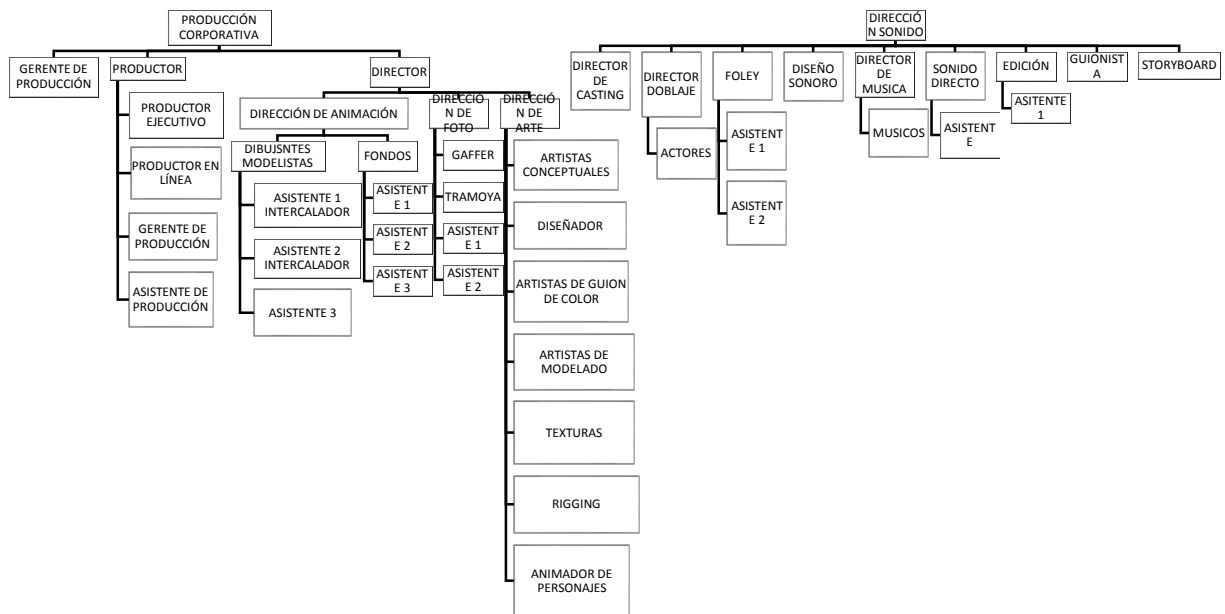 PRODUCCIÓN
CORPORATIVA
GERENTE DE
PRODUCCIÓN
PRODUCTOR
PRODUCTOR
EJECUTIVO
PRODUCTOR EN
LÍNEA
GERENTE DE
PRODUCCIÓN
ASISTENTE DE
PRODUCCIÓN
DIRECTOR
DIRECCIÓN DE ANIMACIÓN
DIBUJSNTES
MODELISTAS
ASISTENTE 1
INTERCALADOR
ASISTENTE 2
INTERCALADOR
ASISTENTE 3
FONDOS
ASISTENT
E 1
ASISTENT
E 2
ASISTENT
E 3
DIRECCIÓ
N DE
FOTO
GAFFER
TRAMOYA
ASISTENT
E 1
ASISTENT
E 2
DIRECCIÓ
N DE
ARTE
ARTISTAS
CONCEPTUALES
DISEÑADOR
ARTISTAS DE GUION
DE COLOR
ARTISTAS DE
MODELADO
TEXTURAS
RIGGING
ANIMADOR DE
PERSONAJES
DIRECCIÓ
N SONIDO
DIRECTOR
DE
CASTING
DIRECTOR
DOBLAJE
ACTORES
FOLEY
ASISTENT
E 1
ASISTENT
E 2
DISEÑO
SONORO
DIRECTOR
DE
MUSICA
MUSICOS
SONIDO
DIRECTO
ASISTENT
E
EDICIÓN
ASITENTE
1
GUIONIST
A
STORYBOARD